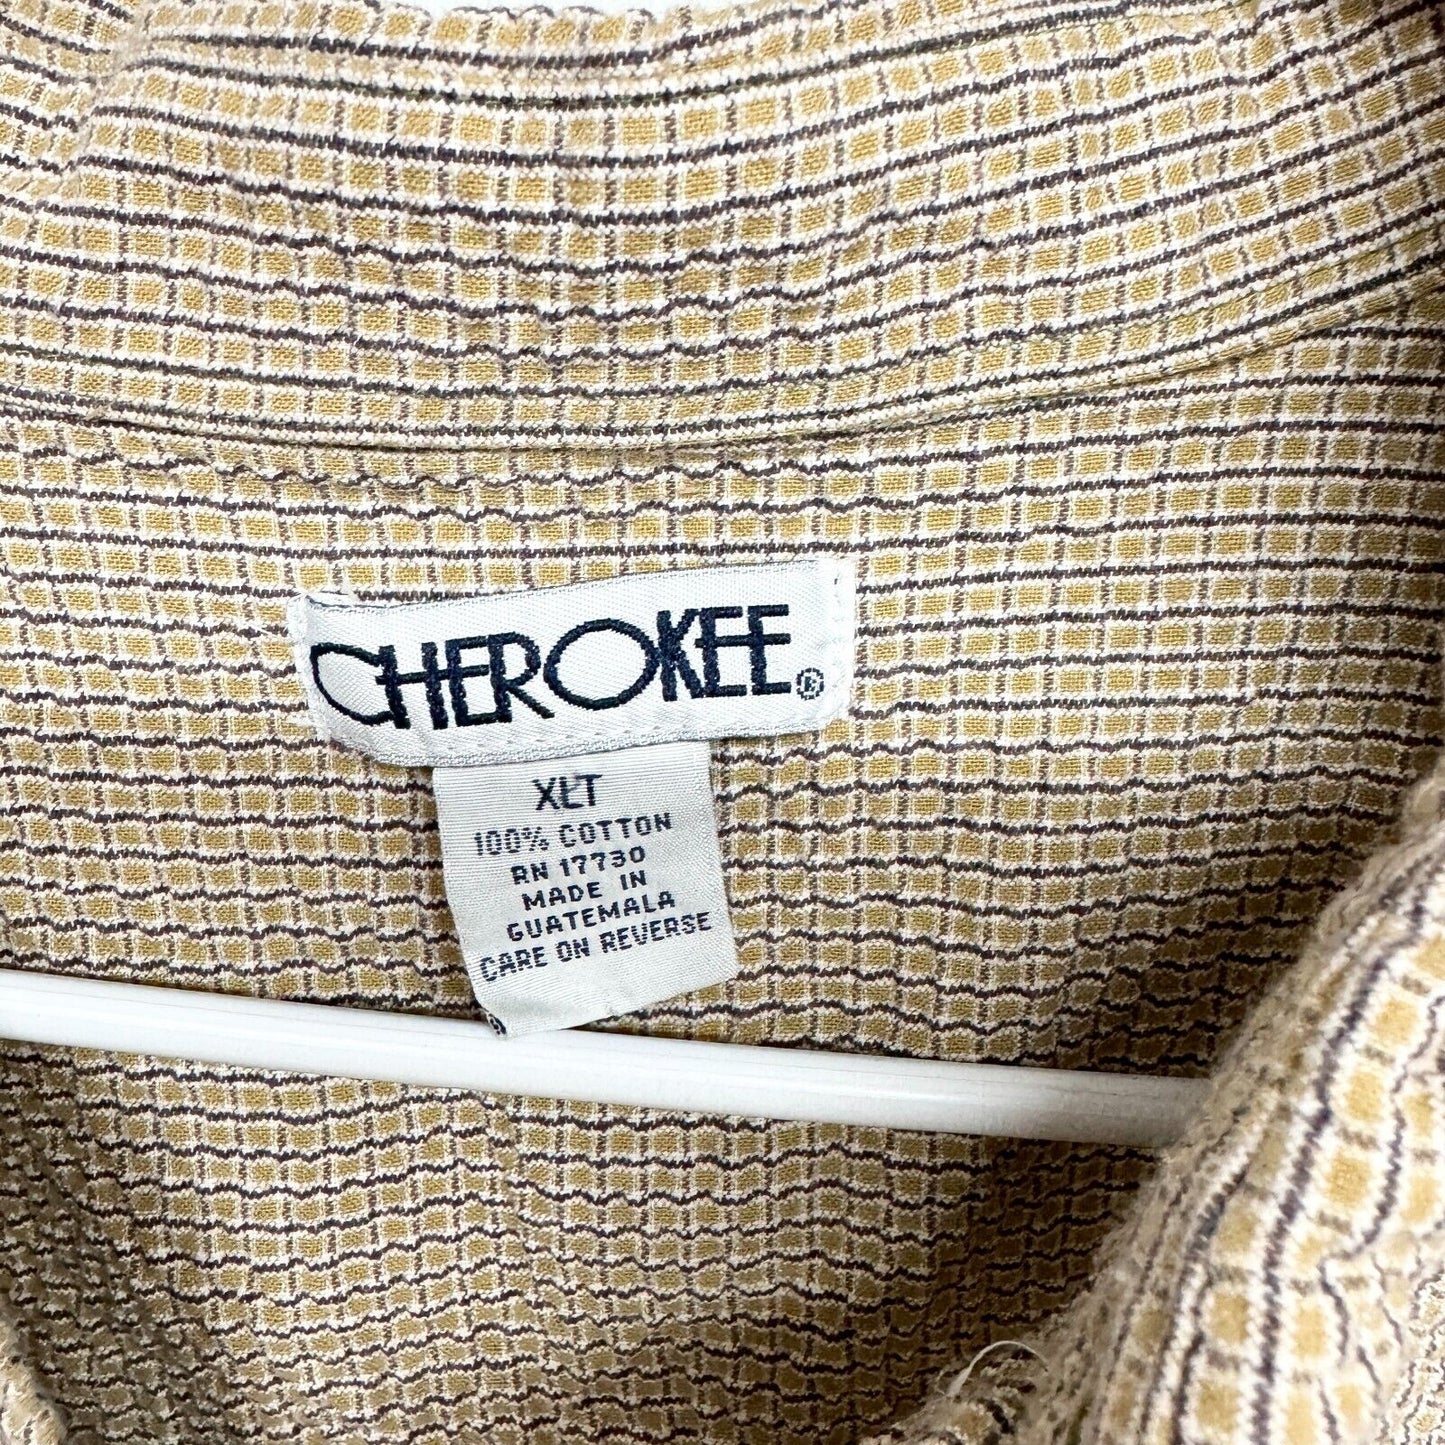 CHEROKEE®
XLT
100% COTTON
RN 17730
MADE IN
GUATEMALA
CARE ON REVERSE